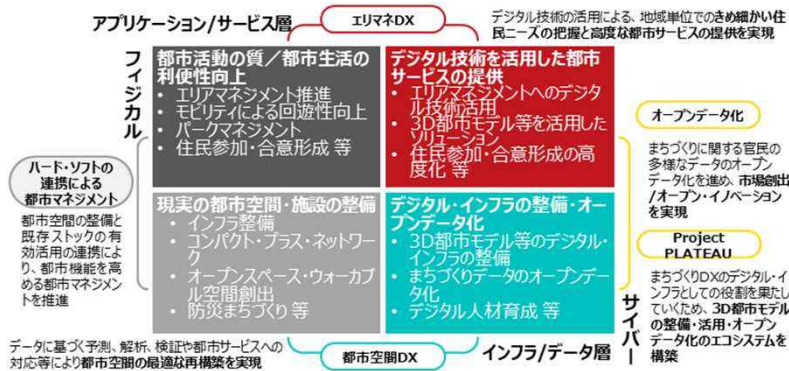 アプリケーション/サービス層
エリマネDX
デジタル技術の活用による、地域単位でのきめ細かい住
民ニーズの把握と高度な都市サービスの提供を実現
フィジカル
都市活動の質／都市生活の
利便性向上
• エリアマネジメント推進
• モビリティによる回遊性向上
• パークマネジメント
• 住民参加・合意形成 等
デジタル技術を活用した都市
サービスの提供
• エリアマネジメントへのデジタ
ル技術活用
• 3D都市モデル等を活用した
ソリューション
• 住民参加・合意形成の高
度化 等
オープンデータ化
まちづくりに関する官民の
多様なデータのオープン
データ化を進め、市場創出
/オープン・イノベーション
を実現
ハード・ソフトの
連携による
都市マネジメント
都市空間の整備と
既存ストックの有
効活用の連携によ
り、都市機能を高
める都市マネジメン
トを推進
現実の都市空間・施設の整備
• インフラ整備
• コンパクト・プラス・ネットワー
ク
• オープンスペース・ウォーカブ
ル空間創出
• 防災まちづくり 等
デジタル・インフラの整備・オー
プンデータ化
• 3D都市モデル等のデジタル・
インフラの整備
• まちづくりデータのオープンデー
タ化
• デジタル人材育成 等
Project
PLATEAU
まちづくりDXのデジタル・イ
ンフラとしての役割を果たし
ていくため、3D都市モデル
の整備・活用・オープン
データ化のエコシステムを
構築
サイバー
データに基づく予測、解析、検証や都市サービスへの
対応等により都市空間の最適な再構築を実現
都市空間DX
インフラ/データ層